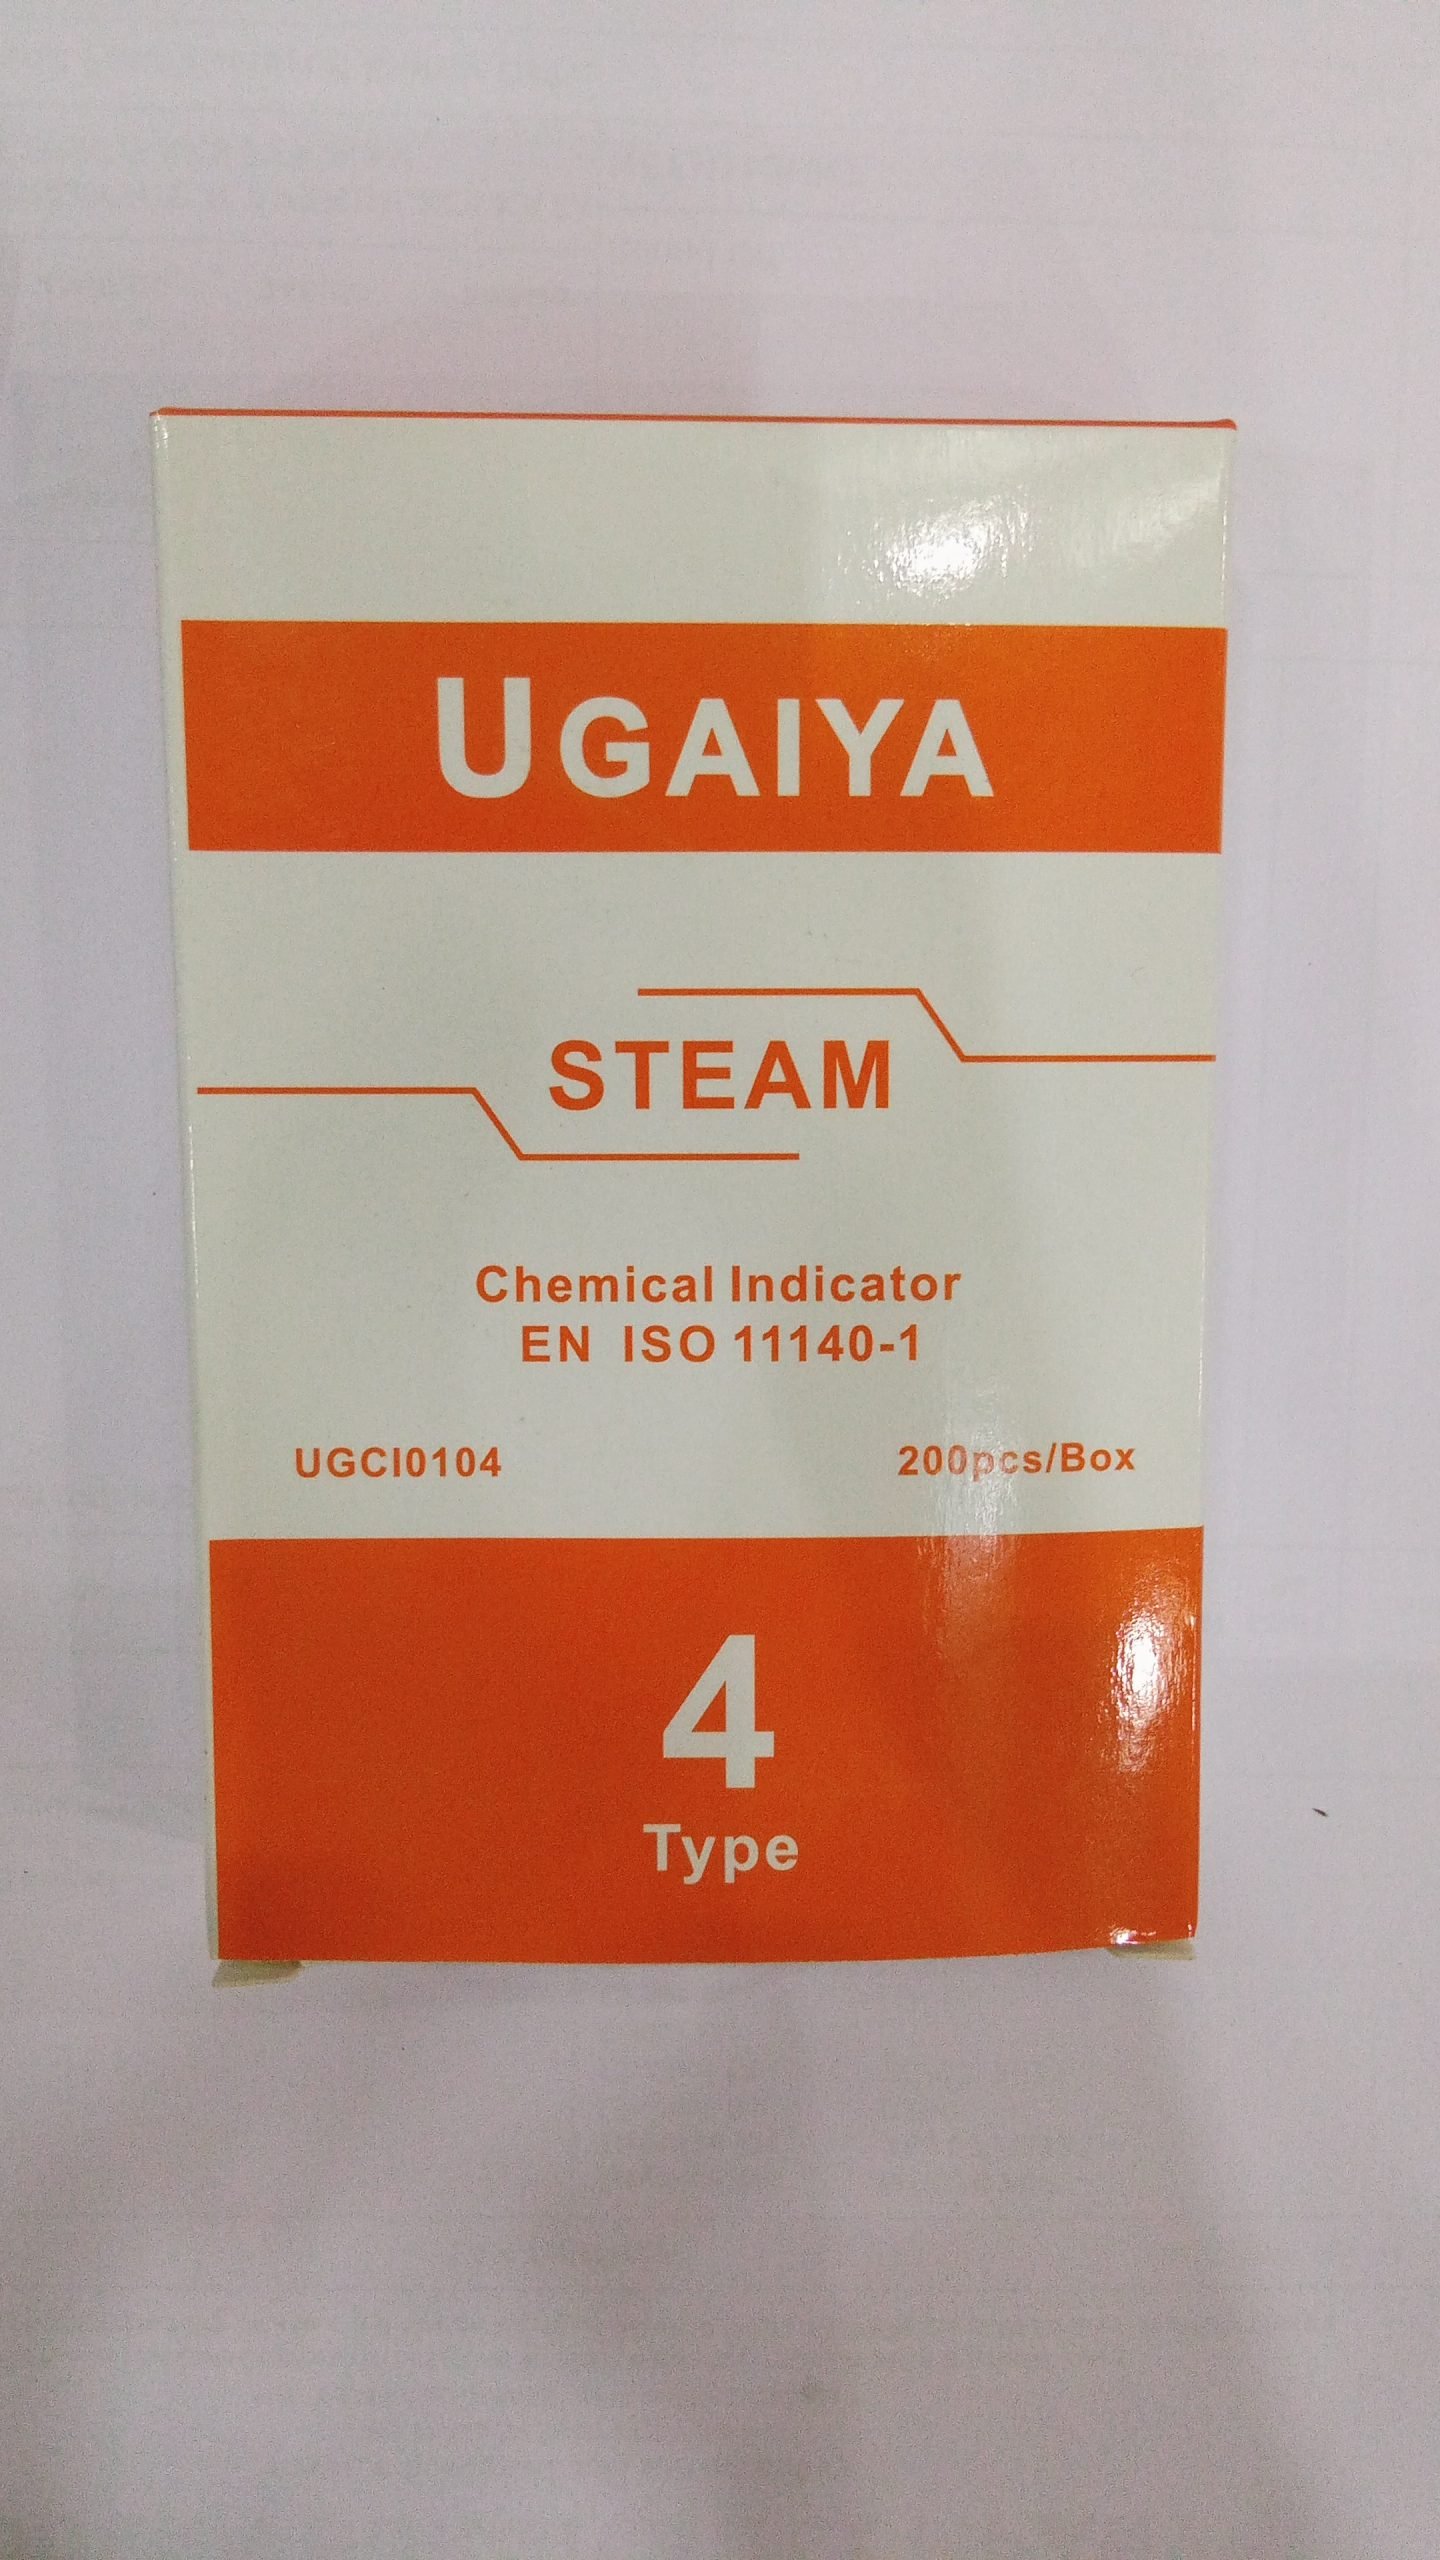 UGAIYA
STEAM
Chemical Indicator
EN ISO 11140-1
UGCI0104 200pcs/Box
4
Type